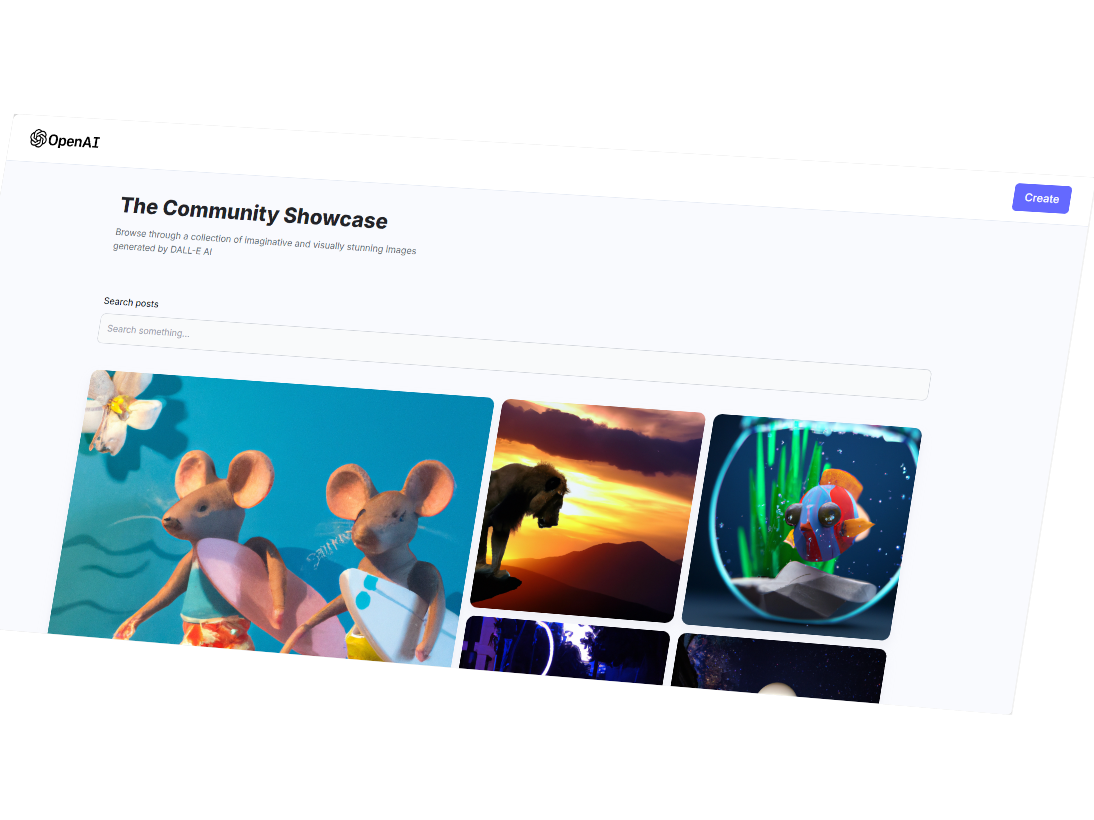 OpenAI
Create
The Community Showcase
Browse through a collection of imaginative and visually stunning images
generated by DALL-E AI
Search posts
Search something...